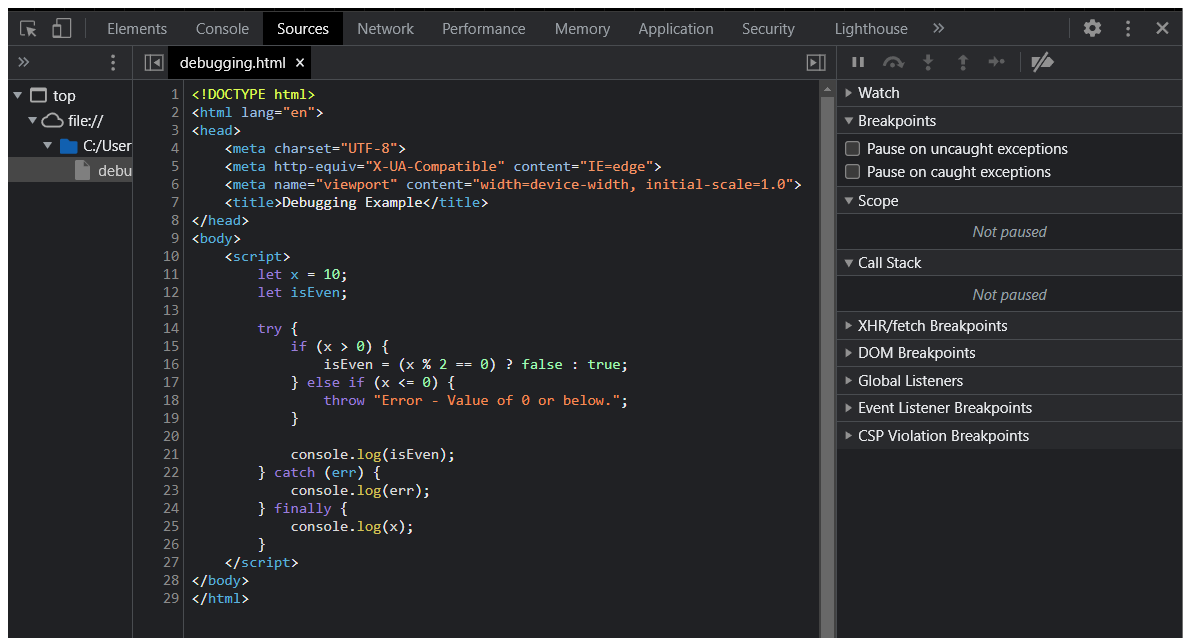 Elements Console Sources Network Performance Memory Application Security Lighthouse »
» debugging.html ×
top
file://
C:/User
debu
1 <!DOCTYPE html>
2 <html lang="en">
3 <head>
4     <meta charset="UTF-8">
5     <meta http-equiv="X-UA-Compatible" content="IE=edge">
6     <meta name="viewport" content="width=device-width, initial-scale=1.0">
7     <title>Debugging Example</title>
8 </head>
9 <body>
10     <script>
11         let x = 10;
12         let isEven;
13
14         try {
15             if (x > 0) {
16                 isEven = (x % 2 == 0) ? false : true;
17             } else if (x <= 0) {
18                 throw "Error - Value of 0 or below.";
19             }
20
21             console.log(isEven);
22         } catch (err) {
23             console.log(err);
24         } finally {
25             console.log(x);
26         }
27     </script>
28 </body>
29 </html>
Watch
Breakpoints
Pause on uncaught exceptions
Pause on caught exceptions
Scope
Not paused
Call Stack
Not paused
XHR/fetch Breakpoints
DOM Breakpoints
Global Listeners
Event Listener Breakpoints
CSP Violation Breakpoints